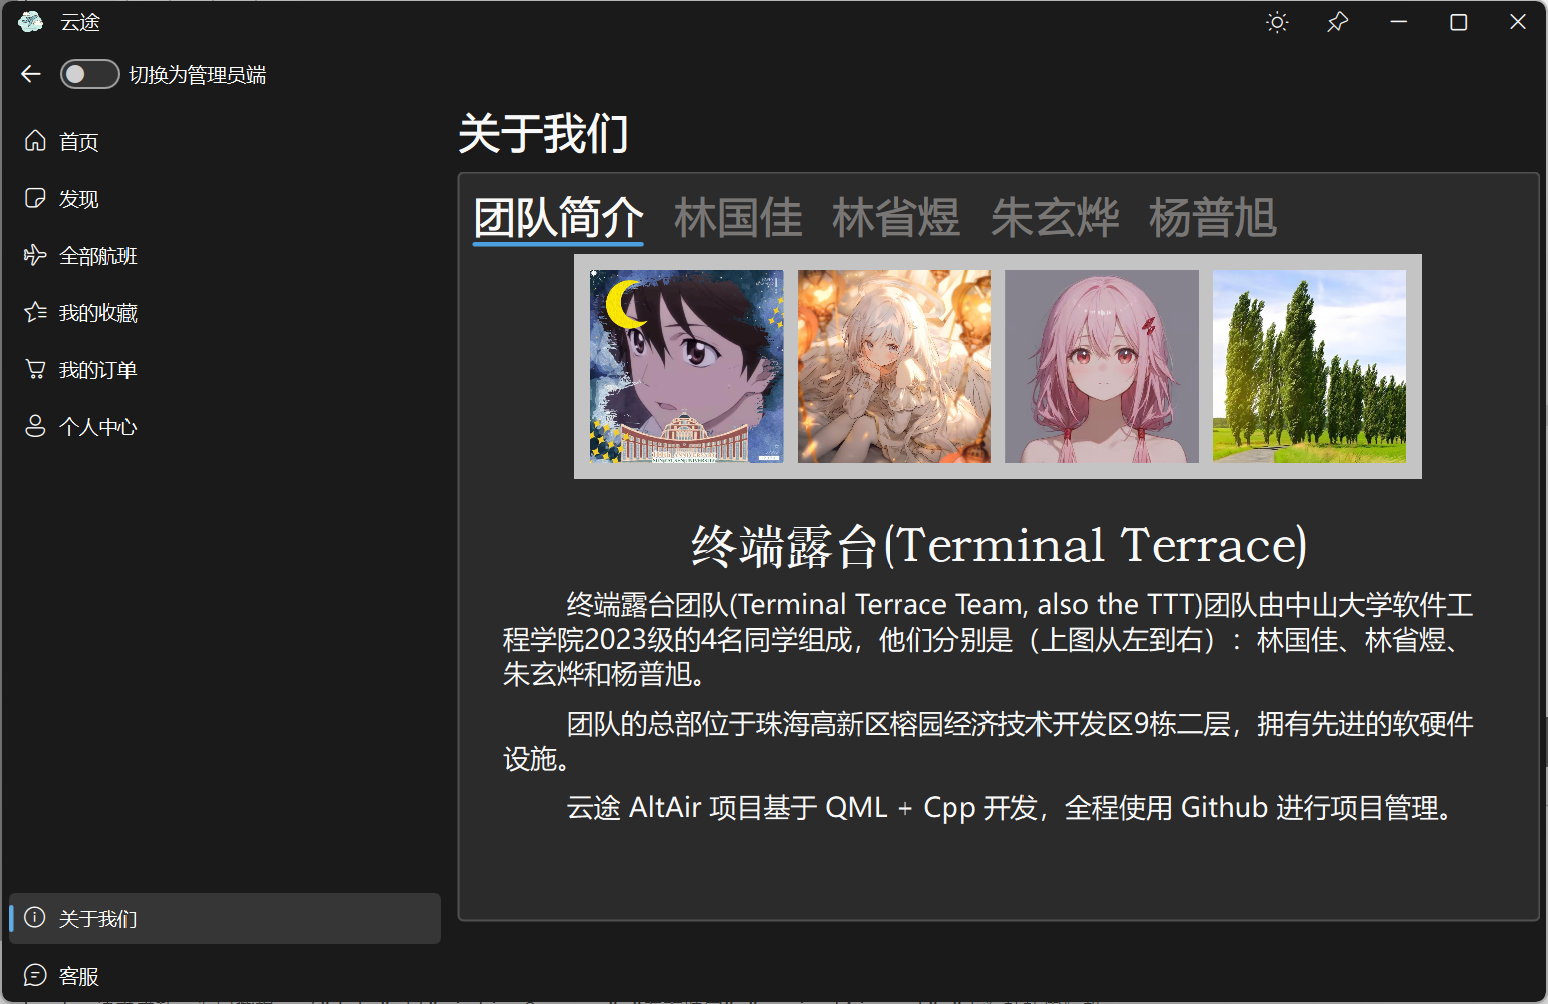 云途
切换为管理员端
首页
发现
全部航班
我的收藏
我的订单
个人中心
关于我们
客服
关于我们
团队简介 林国佳 林省煜 朱玄烨 杨普旭
终端露台(Terminal Terrace)
终端露台团队(Terminal Terrace Team, also the TTT)团队由中山大学软件工
程学院2023级的4名同学组成，他们分别是（上图从左到右）：林国佳、林省煜、
朱玄烨和杨普旭。
团队的总部位于珠海高新区榕园经济技术开发区9栋二层，拥有先进的软硬件
设施。
云途 AltAir 项目基于 QML + Cpp 开发，全程使用 Github 进行项目管理。